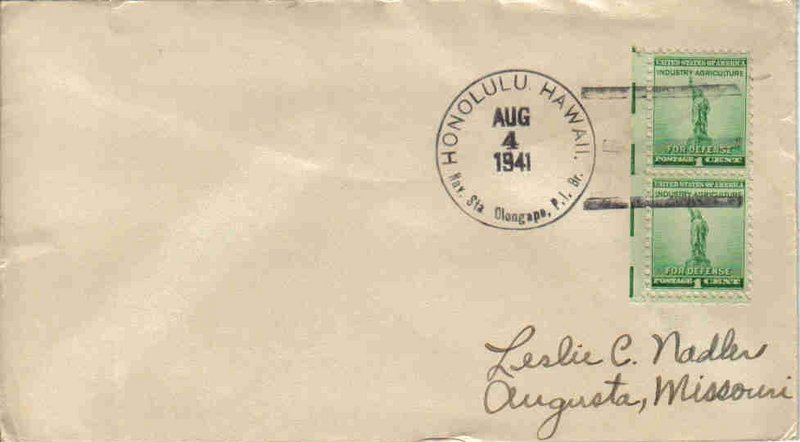 HONOLULU, HAWAII.
AUG
4
1941
Nav. Sta. Olongapo, P.I. Br.
UNITED STATES OF AMERICA
INDUSTRY AGRICULTURE
FOR DEFENSE
POSTAGE 1 CENT
UNITED STATES OF AMERICA
INDUSTRY AGRICULTURE
FOR DEFENSE
POSTAGE 1 CENT
Leslie C. Nadler
Augusta, Missouri